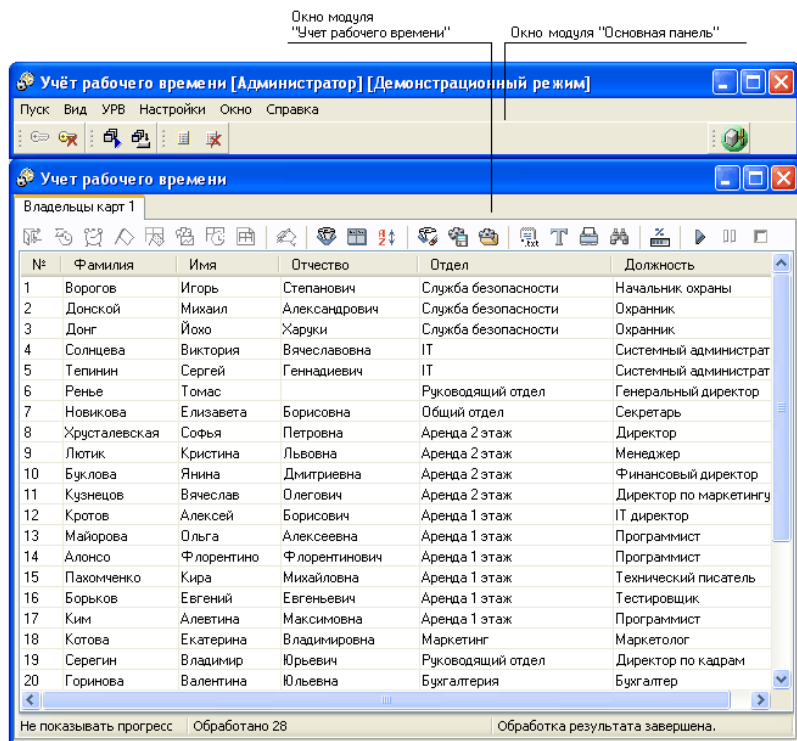 Окно модуля
"Учет рабочего времени"
Окно модуля "Основная панель"
Учёт рабочего времени [Администратор] [Демонстрационный режим]
Пуск Вид УРВ Настройки Окно Справка
Учет рабочего времени
Владельцы карт 1
.txt T
№ Фамилия Имя Отчество Отдел Должность
1 Ворогов Игорь Степанович Служба безопасности Начальник охраны
2 Донской Михаил Александрович Служба безопасности Охранник
3 Донг Йохо Харуки Служба безопасности Охранник
4 Солнцева Виктория Вячеславовна IT Системный администрат
5 Тепинин Сергей Геннадиевич IT Системный администрат
6 Ренье Томас Руководящий отдел Генеральный директор
7 Новикова Елизавета Борисовна Общий отдел Секретарь
8 Хрусталевская Софья Петровна Аренда 2 этаж Директор
9 Лютик Кристина Львовна Аренда 2 этаж Менеджер
10 Буклова Янина Дмитриевна Аренда 2 этаж Финансовый директор
11 Кузнецов Вячеслав Олегович Аренда 2 этаж Директор по маркетингу
12 Кротов Алексей Борисович Аренда 1 этаж IT директор
13 Майорова Ольга Алексеевна Аренда 1 этаж Программист
14 Алонсо Флорентино Флорентинович Аренда 1 этаж Программист
15 Пахомченко Кира Михайловна Аренда 1 этаж Технический писатель
16 Борьков Евгений Евгеньевич Аренда 1 этаж Тестировщик
17 Ким Алевтина Максимовна Аренда 1 этаж Программист
18 Котова Екатерина Владимировна Маркетинг Маркетолог
19 Серегин Владимир Юрьевич Руководящий отдел Директор по кадрам
20 Горинова Валентина Юльевна Бухгалтерия Бухгалтер
Не показывать прогресс Обработано 28 Обработка результата завершена.